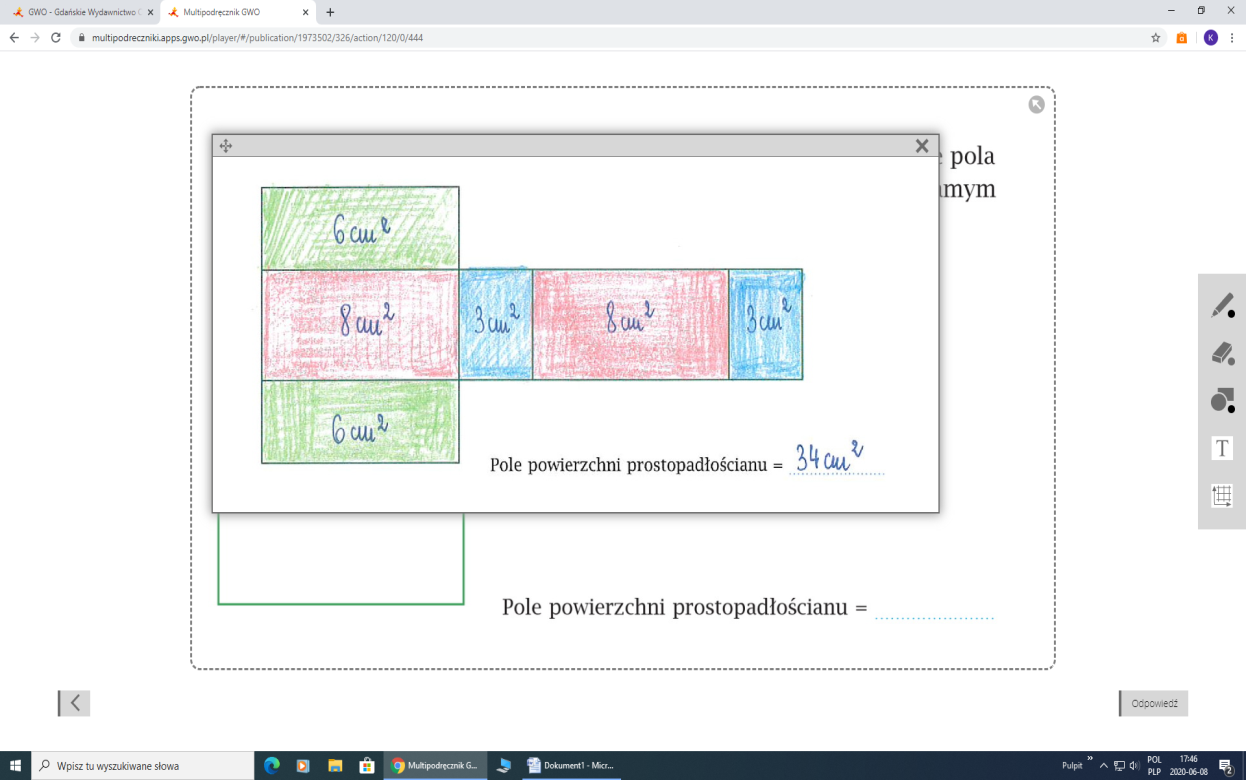 GWO - Gdańskie Wydawnictwo O
Multipodręcznik GWO
multipodreczniki.apps.gwo.pl/player/#/publication/1973502/326/action/120/0/444
K
pola
amym
6 cm²
8 cm²
3 cm²
8 cm²
3 cm²
6 cm²
Pole powierzchni prostopadłościanu = 34 cm²
T
Pole powierzchni prostopadłościanu =
Odpowiedź
Wpisz tu wyszukiwane słowa
Multipodręcznik G...
Dokument1 - Micr...
Pulpit
POL
PLP
17:46
2020-06-08
2